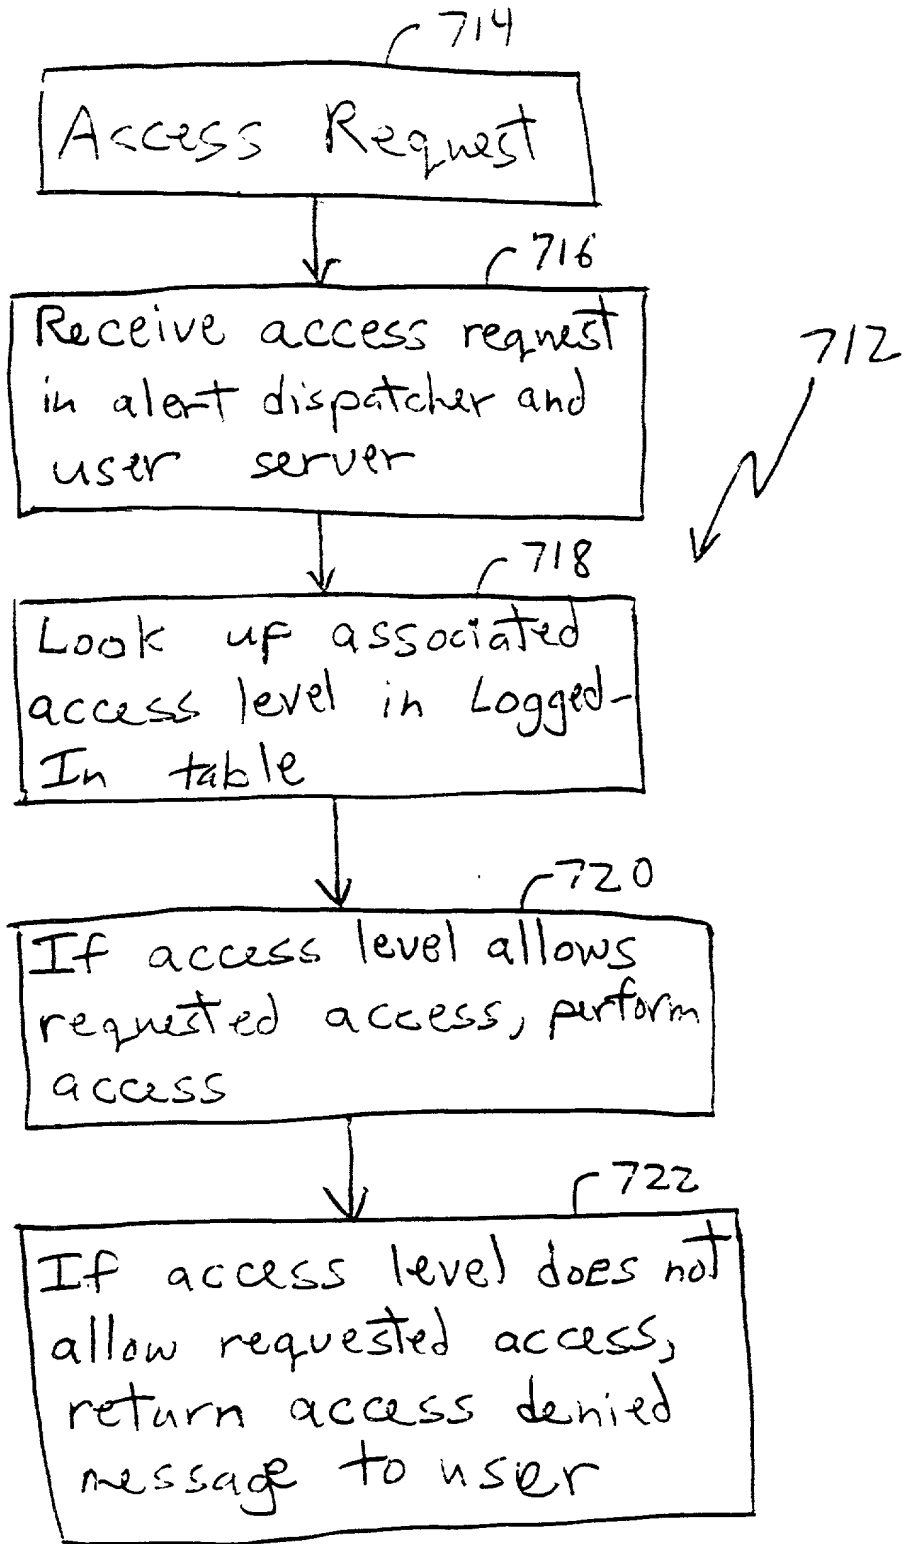 714
Access Request
716
Receive access request
in alert dispatcher and
user server
712
718
Look up associated
access level in Logged-
In table
720
If access level allows
requested access, perform
access
722
If access level does not
allow requested access,
return access denied
message to user